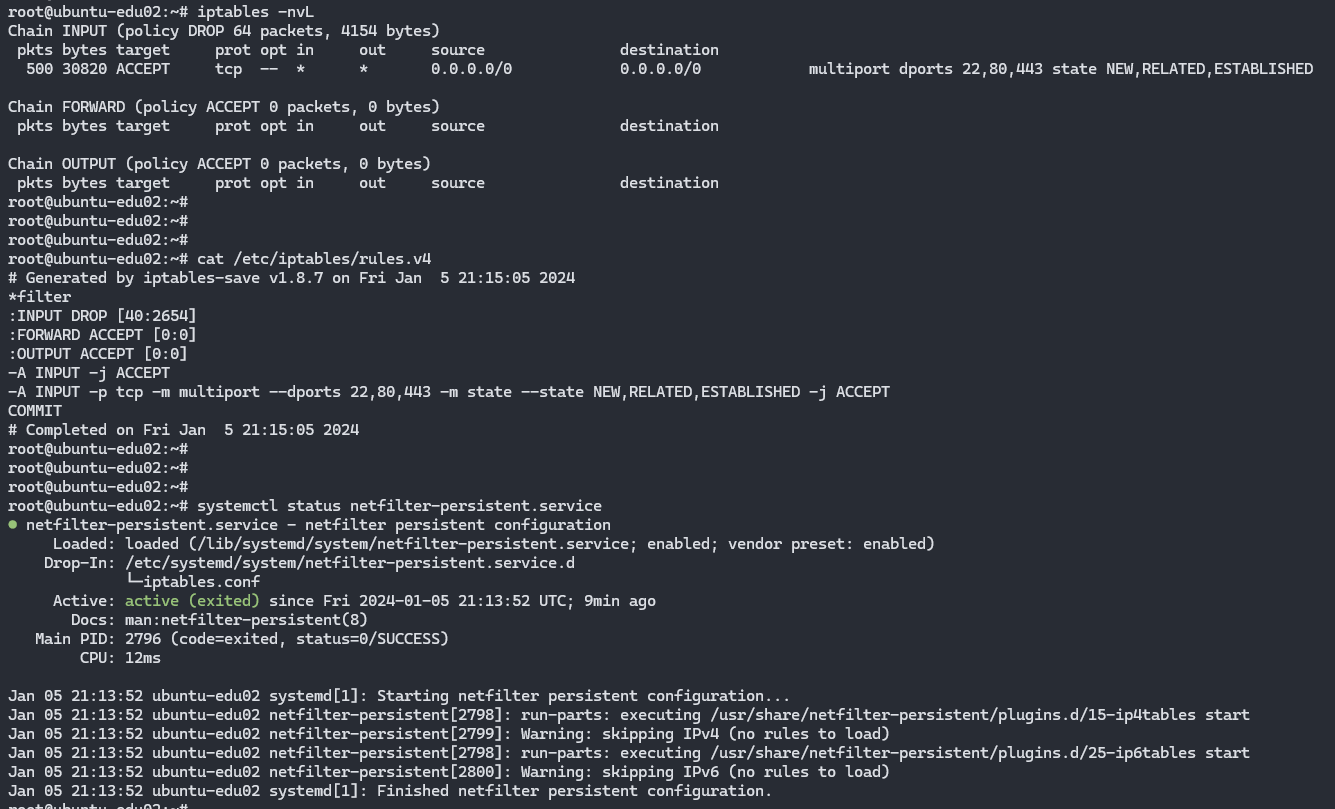 root@ubuntu-edu02:~# iptables -nvL
Chain INPUT (policy DROP 64 packets, 4154 bytes)
 pkts bytes target     prot opt in     out     source               destination
  500 30820 ACCEPT     tcp  --  *      *       0.0.0.0/0            0.0.0.0/0            multiport dports 22,80,443 state NEW,RELATED,ESTABLISHED

Chain FORWARD (policy ACCEPT 0 packets, 0 bytes)
 pkts bytes target     prot opt in     out     source               destination

Chain OUTPUT (policy ACCEPT 0 packets, 0 bytes)
 pkts bytes target     prot opt in     out     source               destination
root@ubuntu-edu02:~#
root@ubuntu-edu02:~#
root@ubuntu-edu02:~#
root@ubuntu-edu02:~# cat /etc/iptables/rules.v4
# Generated by iptables-save v1.8.7 on Fri Jan  5 21:15:05 2024
*filter
:INPUT DROP [40:2654]
:FORWARD ACCEPT [0:0]
:OUTPUT ACCEPT [0:0]
-A INPUT -j ACCEPT
-A INPUT -p tcp -m multiport --dports 22,80,443 -m state --state NEW,RELATED,ESTABLISHED -j ACCEPT
COMMIT
# Completed on Fri Jan  5 21:15:05 2024
root@ubuntu-edu02:~#
root@ubuntu-edu02:~#
root@ubuntu-edu02:~#
root@ubuntu-edu02:~# systemctl status netfilter-persistent.service
● netfilter-persistent.service - netfilter persistent configuration
     Loaded: loaded (/lib/systemd/system/netfilter-persistent.service; enabled; vendor preset: enabled)
    Drop-In: /etc/systemd/system/netfilter-persistent.service.d
             └─iptables.conf
     Active: active (exited) since Fri 2024-01-05 21:13:52 UTC; 9min ago
       Docs: man:netfilter-persistent(8)
   Main PID: 2796 (code=exited, status=0/SUCCESS)
        CPU: 12ms

Jan 05 21:13:52 ubuntu-edu02 systemd[1]: Starting netfilter persistent configuration...
Jan 05 21:13:52 ubuntu-edu02 netfilter-persistent[2798]: run-parts: executing /usr/share/netfilter-persistent/plugins.d/15-ip4tables start
Jan 05 21:13:52 ubuntu-edu02 netfilter-persistent[2799]: Warning: skipping IPv4 (no rules to load)
Jan 05 21:13:52 ubuntu-edu02 netfilter-persistent[2798]: run-parts: executing /usr/share/netfilter-persistent/plugins.d/25-ip6tables start
Jan 05 21:13:52 ubuntu-edu02 netfilter-persistent[2800]: Warning: skipping IPv6 (no rules to load)
Jan 05 21:13:52 ubuntu-edu02 systemd[1]: Finished netfilter persistent configuration.
root@ubuntu-edu02:~#